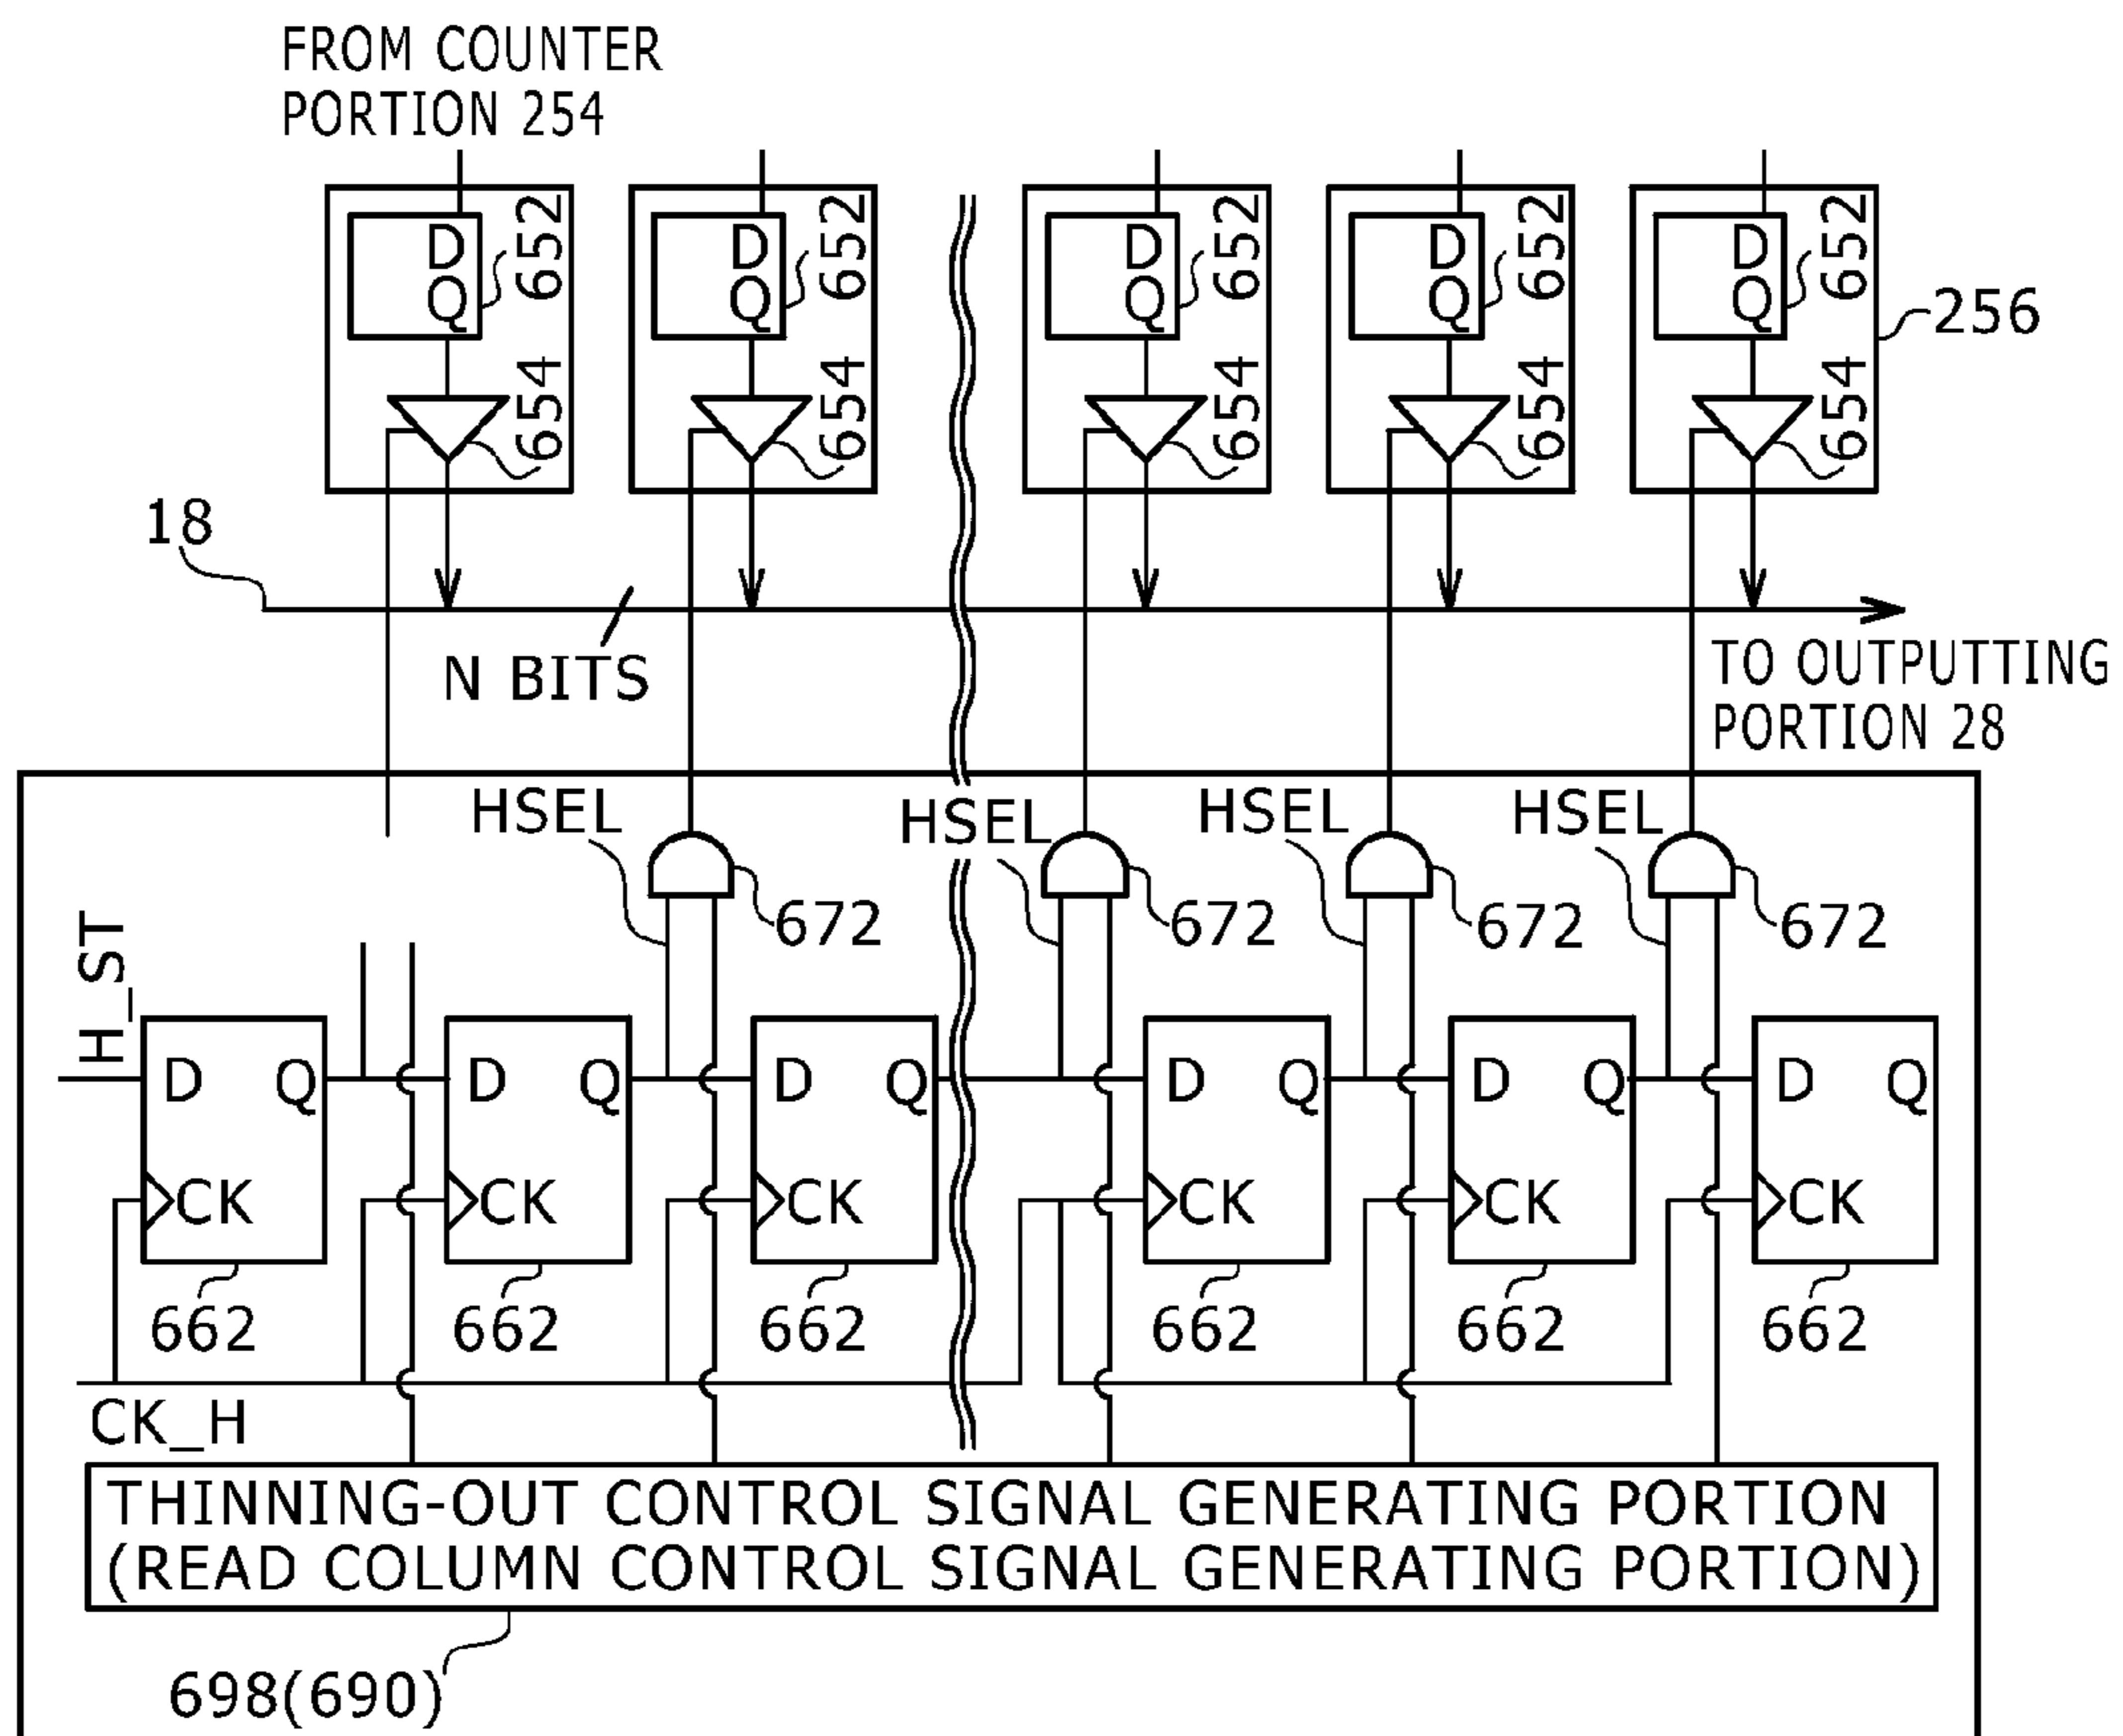 FROM COUNTER
PORTION 254
D D D D D
Q Q Q Q Q
652 652 652 652 652
256
654 654 654 654 654
18
N BITS
TO OUTPUTTING
PORTION 28
HSEL HSEL HSEL HSEL
672 672 672 672
H_ST
D Q D Q D Q D Q D Q D Q
CK CK CK CK CK CK
662 662 662 662 662 662
CK_H
THINNING-OUT CONTROL SIGNAL GENERATING PORTION
(READ COLUMN CONTROL SIGNAL GENERATING PORTION)
698(690)